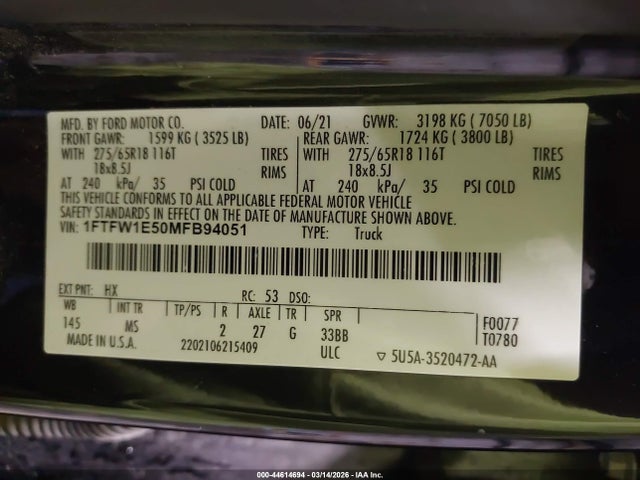 MFD. BY FORD MOTOR CO. DATE: 06/21 GVWR: 3198 KG ( 7050 LB)
FRONT GAWR: 1599 KG ( 3525 LB) REAR GAWR: 1724 KG ( 3800 LB)
WITH 275/65R18 116T TIRES WITH 275/65R18 116T TIRES
18x8.5J RIMS 18x8.5J RIMS
AT 240 kPa/ 35 PSI COLD AT 240 kPa/ 35 PSI COLD
THIS VEHICLE CONFORMS TO ALL APPLICABLE FEDERAL MOTOR VEHICLE
SAFETY STANDARDS IN EFFECT ON THE DATE OF MANUFACTURE SHOWN ABOVE.
VIN: 1FTFW1E50MFB94051 TYPE: Truck
EXT PNT: HX RC: 53 DSO:
WB INT TR TP/PS R AXLE TR SPR
145 MS 2 27 G 33BB F0077
MADE IN U.S.A. 2202106215409 ULC T0780
▽ 5U5A-3520472-AA
000-44614694 - 03/14/2026 - IAA Inc.